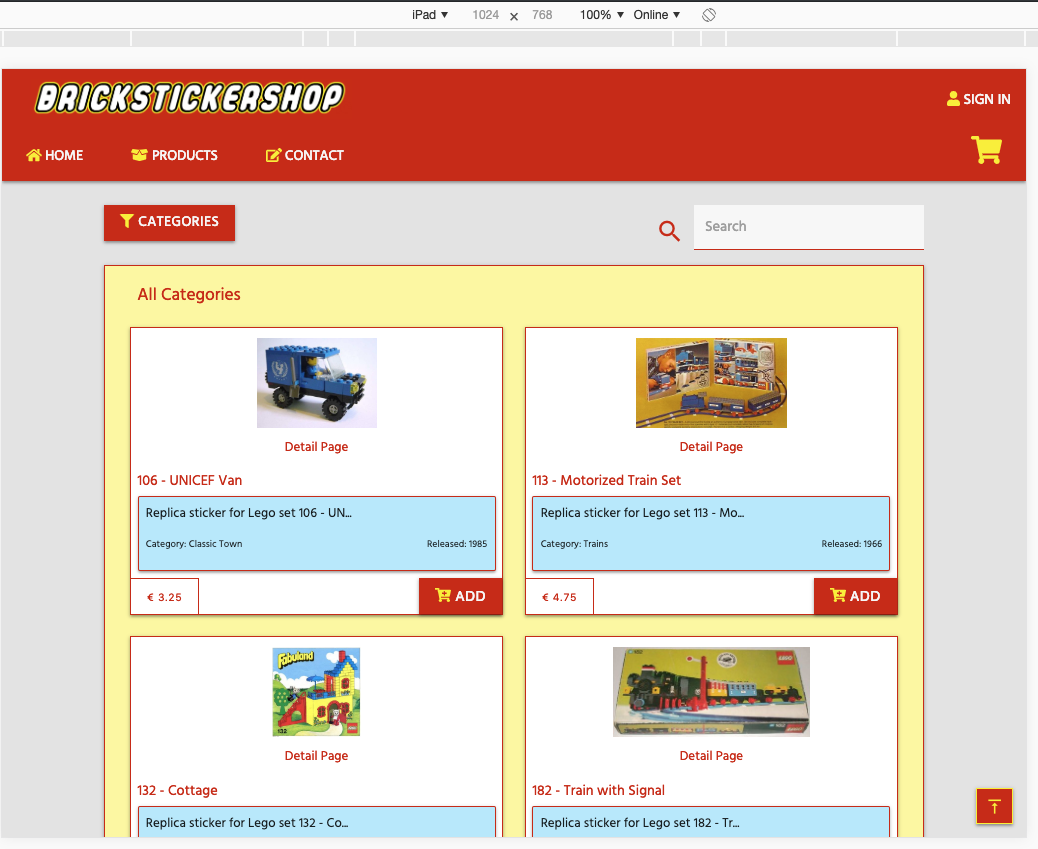 iPad ▼ 1024 × 768 100% ▼ Online ▼
BRICKSTICKERSHOP
SIGN IN
HOME PRODUCTS CONTACT
CATEGORIES
Search
All Categories
Detail Page
106 - UNICEF Van
Replica sticker for Lego set 106 - UN...
Category: Classic Town Released: 1985
€ 3.25 ADD
Detail Page
113 - Motorized Train Set
Replica sticker for Lego set 113 - Mo...
Category: Trains Released: 1966
€ 4.75 ADD
Fabuland
132
LEGO
Detail Page
132 - Cottage
Replica sticker for Lego set 132 - Co...
LEGO
Detail Page
182 - Train with Signal
Replica sticker for Lego set 182 - Tr...